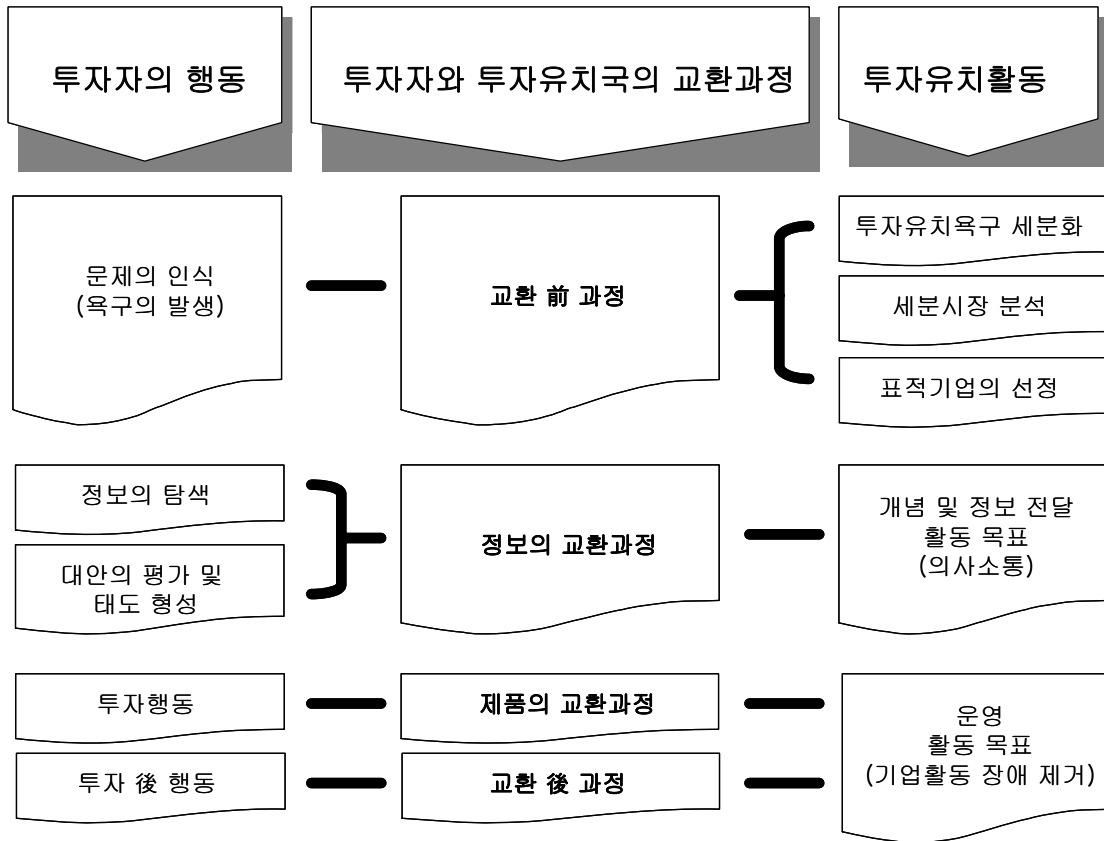 투자자의 행동
투자자와 투자유치국의 교환과정
투자유치활동
문제의 인식
(욕구의 발생)
교환 前 과정
투자유치욕구 세분화
세분시장 분석
표적기업의 선정
정보의 탐색
대안의 평가 및
태도 형성
정보의 교환과정
개념 및 정보 전달
활동 목표
(의사소통)
투자행동
제품의 교환과정
투자 後 행동
교환 後 과정
운영
활동 목표
(기업활동 장애 제거)